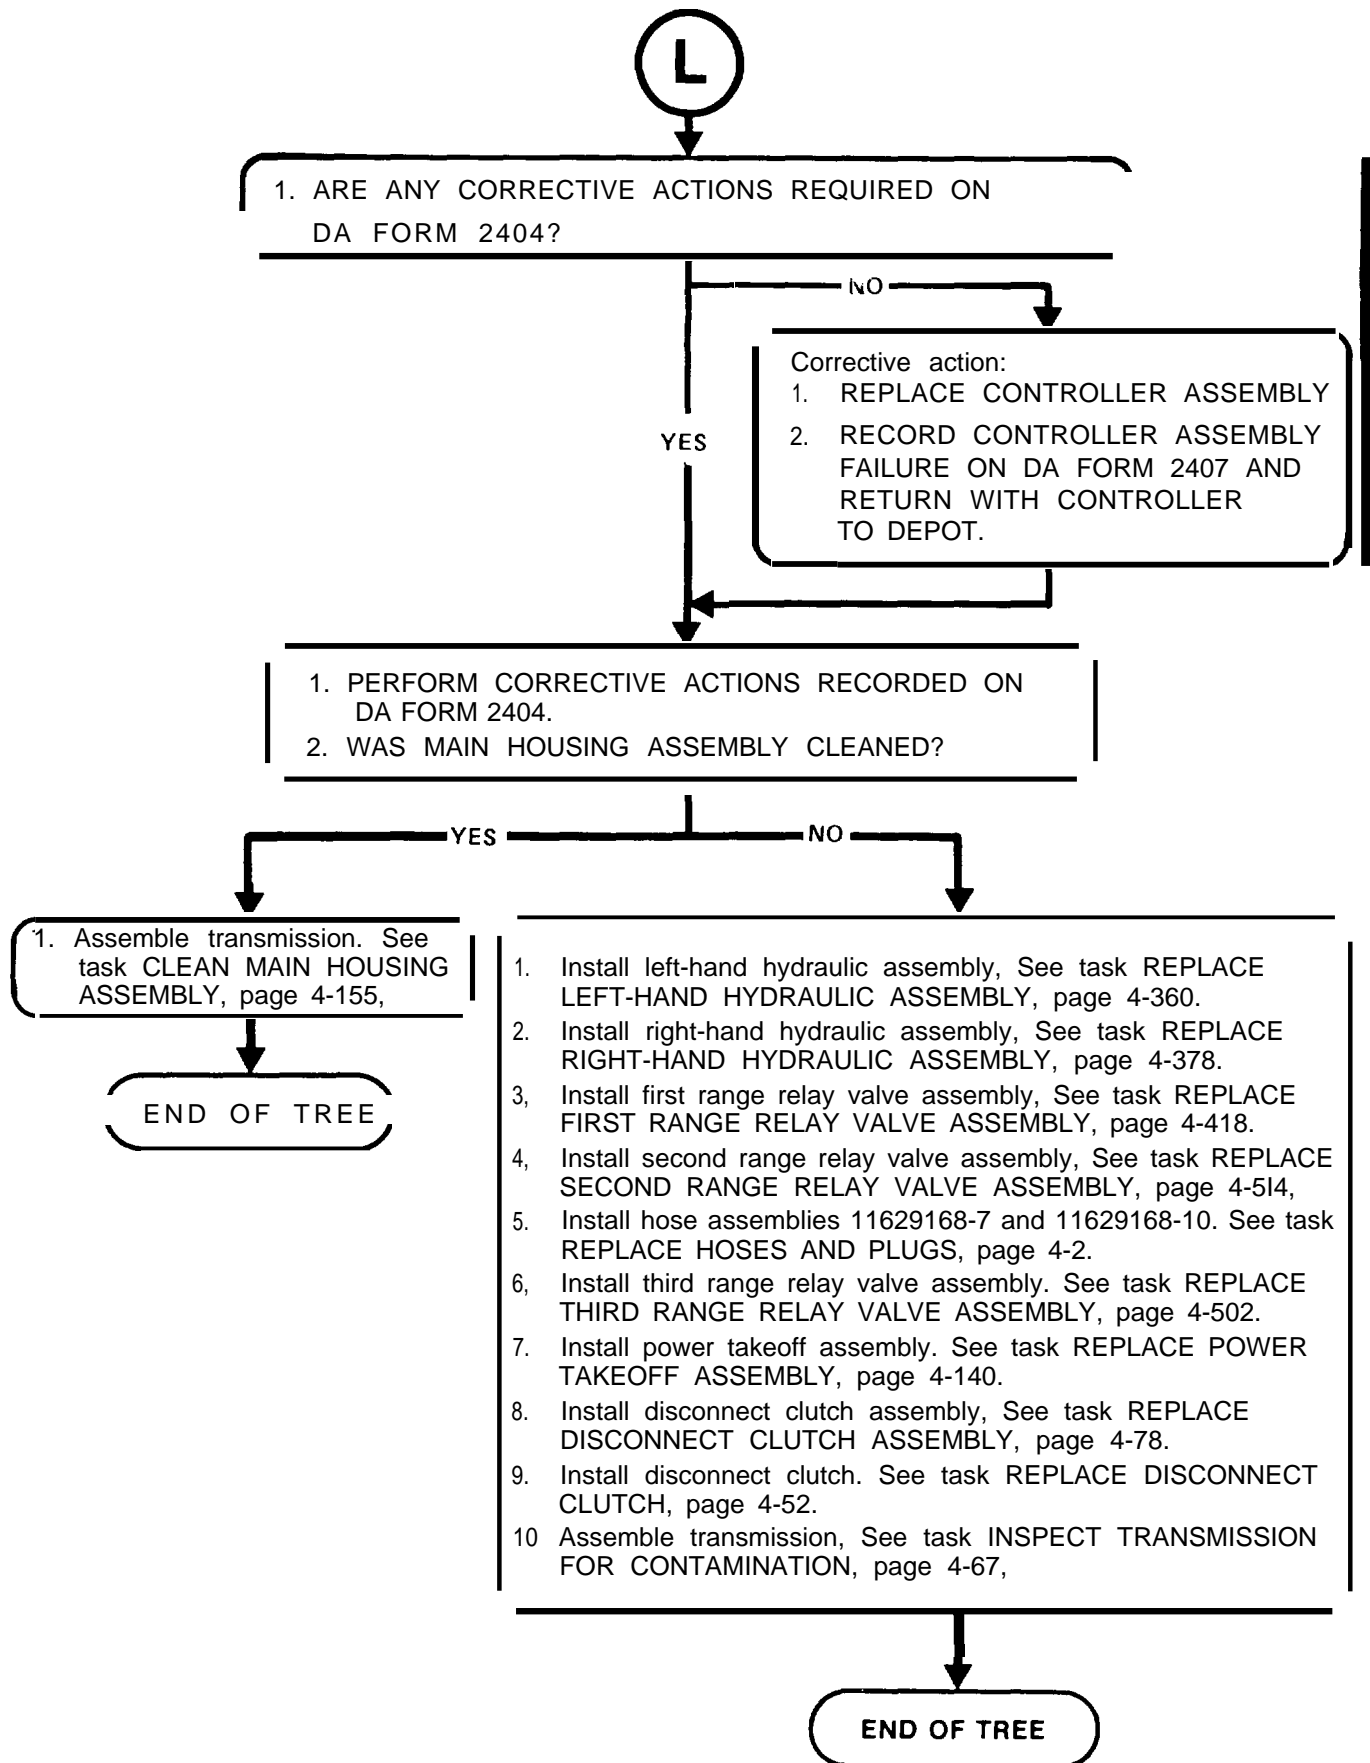 L
1. ARE ANY CORRECTIVE ACTIONS REQUIRED ON
DA FORM 2404?
NO
Corrective action:
1. REPLACE CONTROLLER ASSEMBLY
2. RECORD CONTROLLER ASSEMBLY
FAILURE ON DA FORM 2407 AND
RETURN WITH CONTROLLER
TO DEPOT.
YES
1. PERFORM CORRECTIVE ACTIONS RECORDED ON
DA FORM 2404.
2. WAS MAIN HOUSING ASSEMBLY CLEANED?
YES
NO
1. Assemble transmission. See
task CLEAN MAIN HOUSING
ASSEMBLY, page 4-155,
END OF TREE
1. Install left-hand hydraulic assembly, See task REPLACE
LEFT-HAND HYDRAULIC ASSEMBLY, page 4-360.
2. Install right-hand hydraulic assembly, See task REPLACE
RIGHT-HAND HYDRAULIC ASSEMBLY, page 4-378.
3, Install first range relay valve assembly, See task REPLACE
FIRST RANGE RELAY VALVE ASSEMBLY, page 4-418.
4, Install second range relay valve assembly, See task REPLACE
SECOND RANGE RELAY VALVE ASSEMBLY, page 4-5I4,
5. Install hose assemblies 11629168-7 and 11629168-10. See task
REPLACE HOSES AND PLUGS, page 4-2.
6, Install third range relay valve assembly. See task REPLACE
THIRD RANGE RELAY VALVE ASSEMBLY, page 4-502.
7. Install power takeoff assembly. See task REPLACE POWER
TAKEOFF ASSEMBLY, page 4-140.
8. Install disconnect clutch assembly, See task REPLACE
DISCONNECT CLUTCH ASSEMBLY, page 4-78.
9. Install disconnect clutch. See task REPLACE DISCONNECT
CLUTCH, page 4-52.
10 Assemble transmission, See task INSPECT TRANSMISSION
FOR CONTAMINATION, page 4-67,
END OF TREE